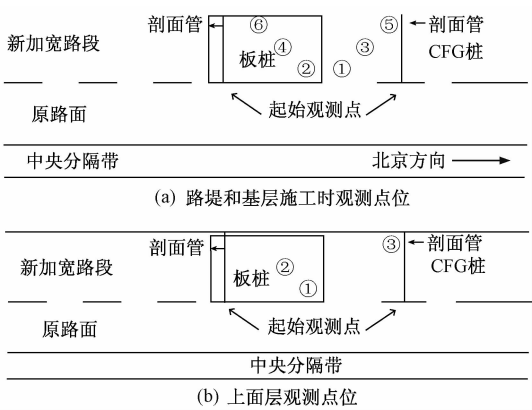 剖面管 ⑥ ⑤ 剖面管
新加宽路段 板桩 ④ ③ CFG桩
② ①
原路面 起始观测点
中央分隔带 北京方向
(a) 路堤和基层施工时观测点位
剖面管 ③ 剖面管
新加宽路段 板桩 ② CFG桩
①
原路面 起始观测点
中央分隔带
(b) 上面层观测点位